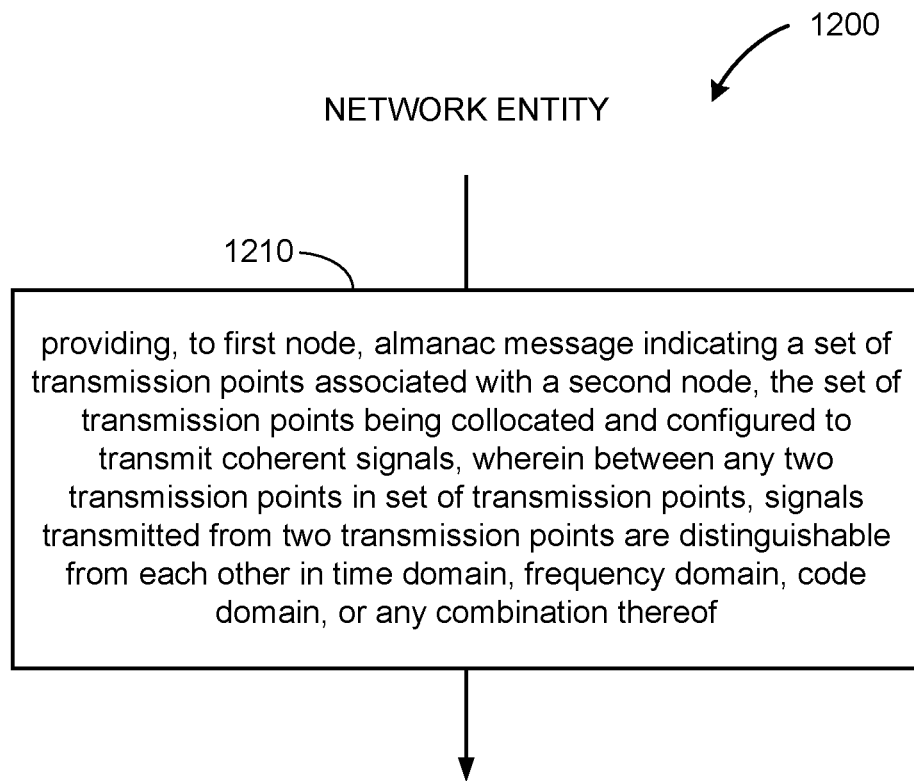 1200
NETWORK ENTITY
1210
providing, to first node, almanac message indicating a set of
transmission points associated with a second node, the set of
transmission points being collocated and configured to
transmit coherent signals, wherein between any two
transmission points in set of transmission points, signals
transmitted from two transmission points are distinguishable
from each other in time domain, frequency domain, code
domain, or any combination thereof